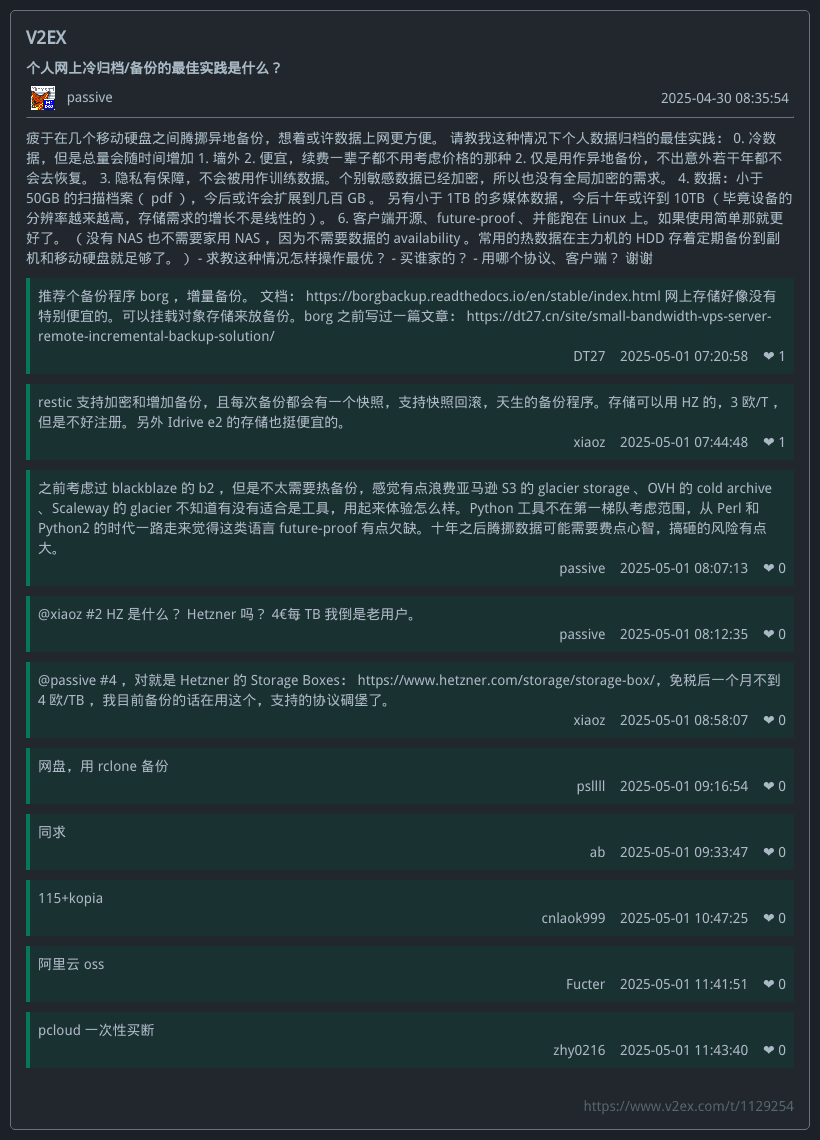 V2EX
个人网上冷归档/备份的最佳实践是什么？
passive 2025-04-30 08:35:54
疲于在几个移动硬盘之间腾挪异地备份，想着或许数据上网更方便。 请教我这种情况下个人数据归档的最佳实践： 0. 冷数
据，但是总量会随时间增加 1. 墙外 2. 便宜，续费一辈子都不用考虑价格的那种 2. 仅是用作异地备份，不出意外若干年都不
会去恢复。 3. 隐私有保障，不会被用作训练数据。个别敏感数据已经加密，所以也没有全局加密的需求。 4. 数据：小于
50GB 的扫描档案（ pdf ），今后或许会扩展到几百 GB 。 另有小于 1TB 的多媒体数据，今后十年或许到 10TB （ 毕竟设备的
分辨率越来越高，存储需求的增长不是线性的 ）。 6. 客户端开源、future-proof 、并能跑在 Linux 上。如果使用简单那就更
好了。 （ 没有 NAS 也不需要家用 NAS ，因为不需要数据的 availability 。常用的热数据在主力机的 HDD 存着定期备份到副
机和移动硬盘就足够了。 ） - 求教这种情况怎样操作最优？ - 买谁家的？ - 用哪个协议、客户端？ 谢谢
推荐个备份程序 borg ，增量备份。 文档： https://borgbackup.readthedocs.io/en/stable/index.html 网上存储好像没有
特别便宜的。可以挂载对象存储来放备份。borg 之前写过一篇文章： https://dt27.cn/site/small-bandwidth-vps-server-
remote-incremental-backup-solution/
DT27 2025-05-01 07:20:58 ❤ 1
restic 支持加密和增加备份，且每次备份都会有一个快照，支持快照回滚，天生的备份程序。存储可以用 HZ 的，3 欧/T ，
但是不好注册。另外 Idrive e2 的存储也挺便宜的。
xiaoz 2025-05-01 07:44:48 ❤ 1
之前考虑过 blackblaze 的 b2 ，但是不太需要热备份，感觉有点浪费亚马逊 S3 的 glacier storage 、OVH 的 cold archive
、Scaleway 的 glacier 不知道有没有适合是工具，用起来体验怎么样。Python 工具不在第一梯队考虑范围，从 Perl 和
Python2 的时代一路走来觉得这类语言 future-proof 有点欠缺。十年之后腾挪数据可能需要费点心智，搞砸的风险有点
大。
passive 2025-05-01 08:07:13 ❤ 0
@xiaoz #2 HZ 是什么？ Hetzner 吗？ 4€每 TB 我倒是老用户。
passive 2025-05-01 08:12:35 ❤ 0
@passive #4 ，对就是 Hetzner 的 Storage Boxes： https://www.hetzner.com/storage/storage-box/，免税后一个月不到
4 欧/TB ，我目前备份的话在用这个，支持的协议碉堡了。
xiaoz 2025-05-01 08:58:07 ❤ 0
网盘，用 rclone 备份
psllll 2025-05-01 09:16:54 ❤ 0
同求
ab 2025-05-01 09:33:47 ❤ 0
115+kopia
cnlaok999 2025-05-01 10:47:25 ❤ 0
阿里云 oss
Fucter 2025-05-01 11:41:51 ❤ 0
pcloud 一次性买断
zhy0216 2025-05-01 11:43:40 ❤ 0
https://www.v2ex.com/t/1129254